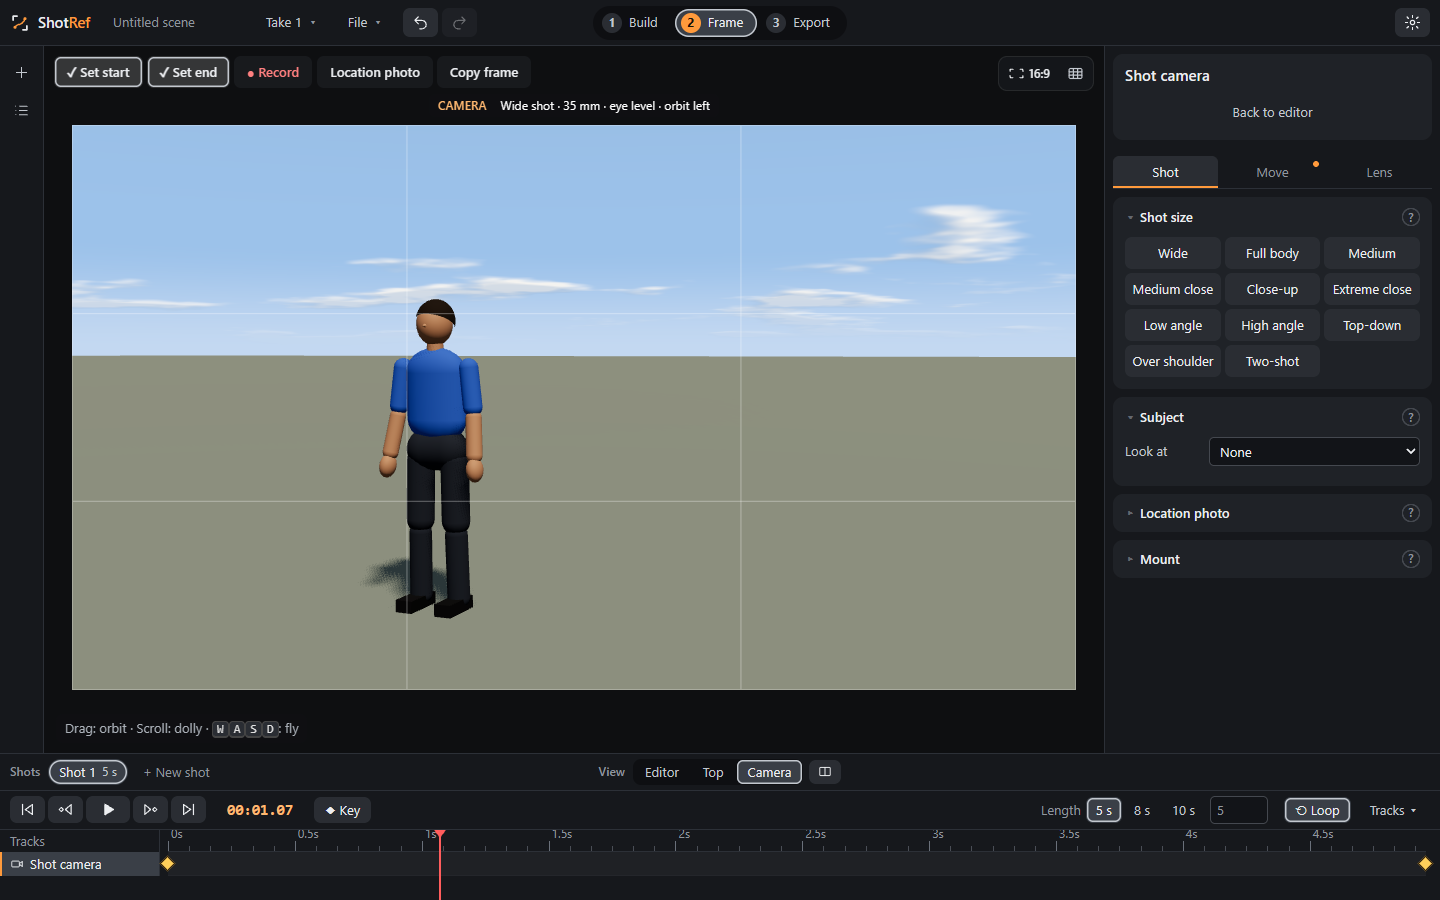 ShotRef Untitled scene Take 1 File 1 Build 2 Frame 3 Export
✓ Set start ✓ Set end ● Record Location photo Copy frame 16:9
CAMERA Wide shot · 35 mm · eye level · orbit left
Shot camera
Back to editor
Shot Move Lens
Shot size ?
Wide Full body Medium
Medium close Close-up Extreme close
Low angle High angle Top-down
Over shoulder Two-shot
Subject ?
Look at None
Location photo ?
Mount ?
Drag: orbit · Scroll: dolly · W A S D : fly
Shots Shot 1 5 s + New shot View Editor Top Camera
00:01.07 ◆ Key Length 5 s 8 s 10 s 5 Loop Tracks
Tracks 0s 0.5s 1s 1.5s 2s 2.5s 3s 3.5s 4s 4.5s
Shot camera